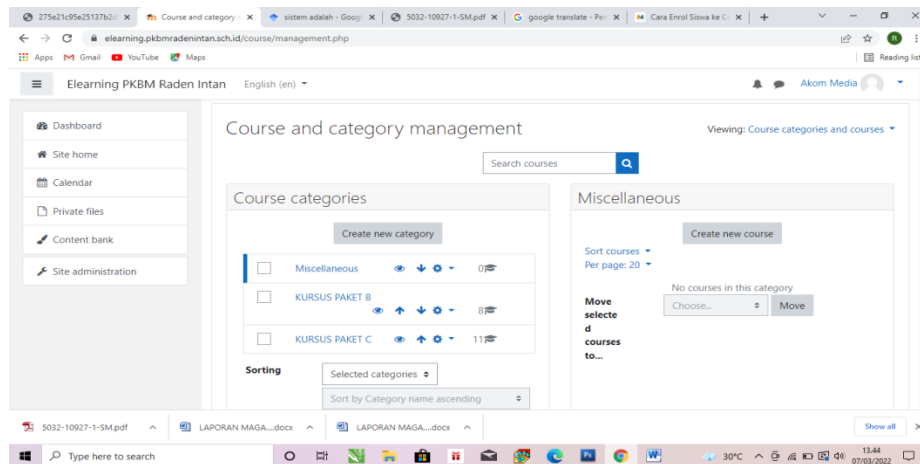 275e21c95e25137b2d
Course and category m
sistem adalah - Googl
5032-10927-1-SM.pdf
google translate - Pen
Cara Enrol Siswa ke C
elearning.pkbmradenintan.sch.id/course/management.php
R
Apps
Gmail
YouTube
Maps
Reading list
Elearning PKBM Raden Intan
English (en)
Akom Media
Dashboard
Site home
Calendar
Private files
Content bank
Site administration
Course and category management
Viewing: Course categories and courses
Search courses
Course categories
Create new category
Miscellaneous
0
KURSUS PAKET B
8
KURSUS PAKET C
11
Sorting
Selected categories
Sort by Category name ascending
Miscellaneous
Create new course
Sort courses
Per page: 20
No courses in this category
Move
selecte
d
courses
to...
Choose...
Move
5032-10927-1-SM.pdf
LAPORAN MAGA....docx
LAPORAN MAGA....docx
Show all
Type here to search
30°C
13.44
07/03/2022